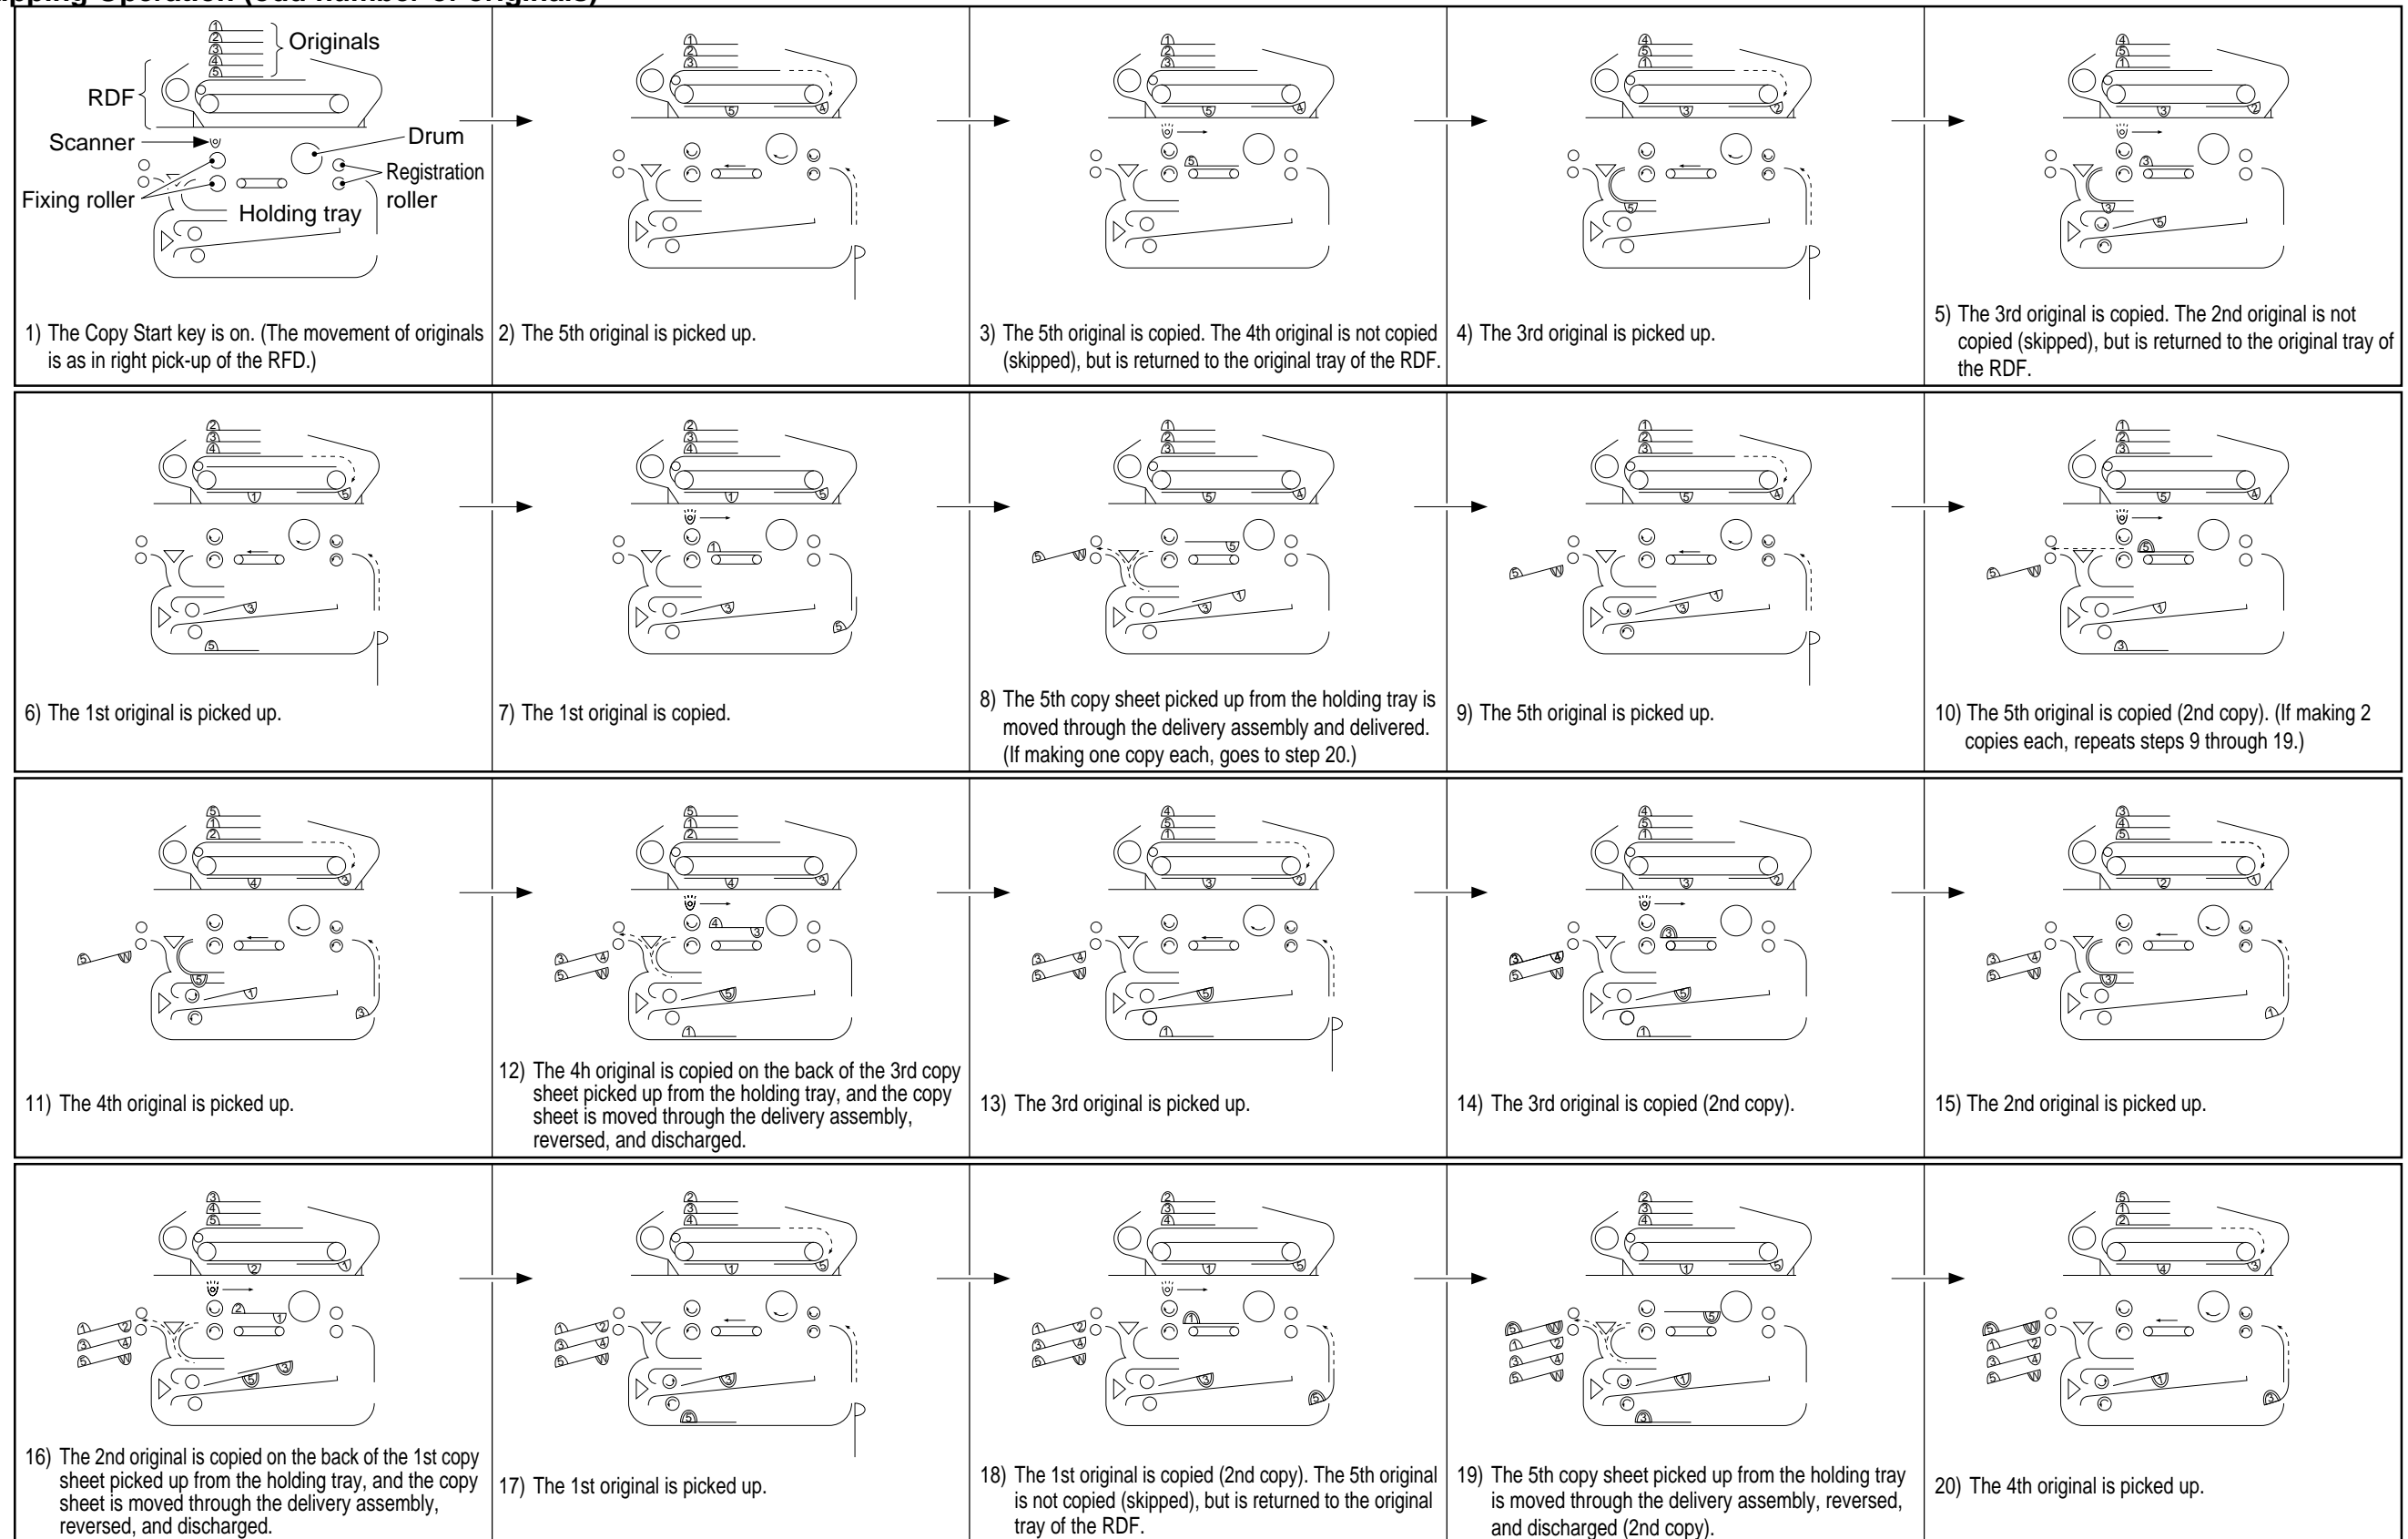 pping Operation (odd number of originals)
1
2
3
4
5
Originals
RDF
Scanner
Drum
Registration
roller
Fixing roller
Holding tray
1) The Copy Start key is on. (The movement of originals
is as in right pick-up of the RFD.)
2) The 5th original is picked up.
3) The 5th original is copied. The 4th original is not copied
(skipped), but is returned to the original tray of the RDF.
4) The 3rd original is picked up.
5) The 3rd original is copied. The 2nd original is not
copied (skipped), but is returned to the original tray of
the RDF.
6) The 1st original is picked up.
7) The 1st original is copied.
8) The 5th copy sheet picked up from the holding tray is
moved through the delivery assembly and delivered.
(If making one copy each, goes to step 20.)
9) The 5th original is picked up.
10) The 5th original is copied (2nd copy). (If making 2
copies each, repeats steps 9 through 19.)
11) The 4th original is picked up.
12) The 4h original is copied on the back of the 3rd copy
sheet picked up from the holding tray, and the copy
sheet is moved through the delivery assembly,
reversed, and discharged.
13) The 3rd original is picked up.
14) The 3rd original is copied (2nd copy).
15) The 2nd original is picked up.
16) The 2nd original is copied on the back of the 1st copy
sheet picked up from the holding tray, and the copy
sheet is moved through the delivery assembly,
reversed, and discharged.
17) The 1st original is picked up.
18) The 1st original is copied (2nd copy). The 5th original
is not copied (skipped), but is returned to the original
tray of the RDF.
19) The 5th copy sheet picked up from the holding tray
is moved through the delivery assembly, reversed,
and discharged (2nd copy).
20) The 4th original is picked up.